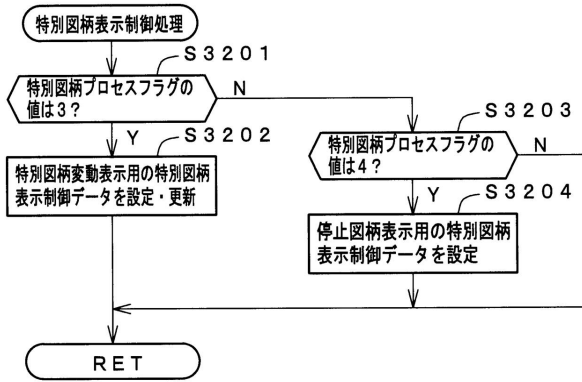 特別図柄表示制御処理
S3201
特別図柄プロセスフラグの
値は3?
N
Y
S3202
特別図柄変動表示用の特別図柄
表示制御データを設定・更新
S3203
特別図柄プロセスフラグの
値は4?
N
Y
S3204
停止図柄表示用の特別図柄
表示制御データを設定
RET